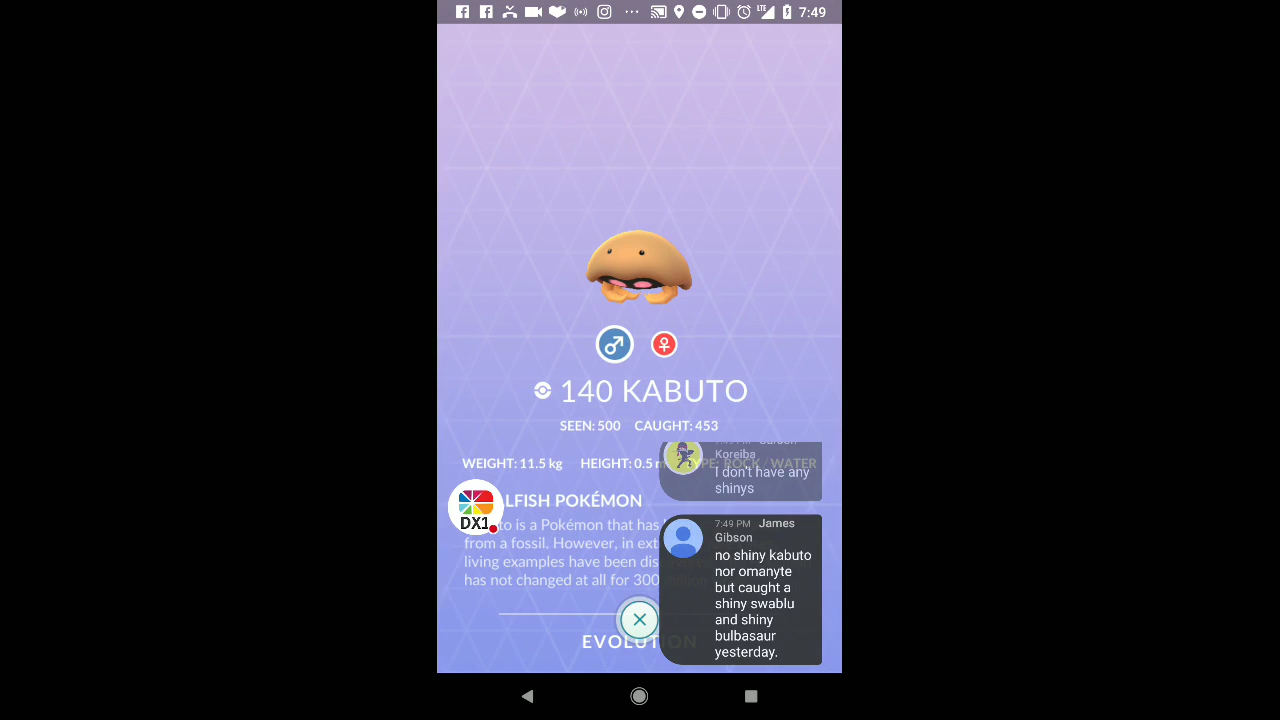 LTE 7:49
140 KABUTO
SEEN: 500 CAUGHT: 453
WEIGHT: 11.5 kg HEIGHT: 0.5 m TYPE: ROCK / WATER
Koreiba
I don't have any
shinys
LFISH POKÉMON
DX1
to is a Pokémon that has
from a fossil. However, in ext
living examples have been dis
has not changed at all for 300
7:49 PM James
Gibson
no shiny kabuto
nor omanyte
but caught a
shiny swablu
and shiny
bulbasaur
yesterday.
EVOLUTION